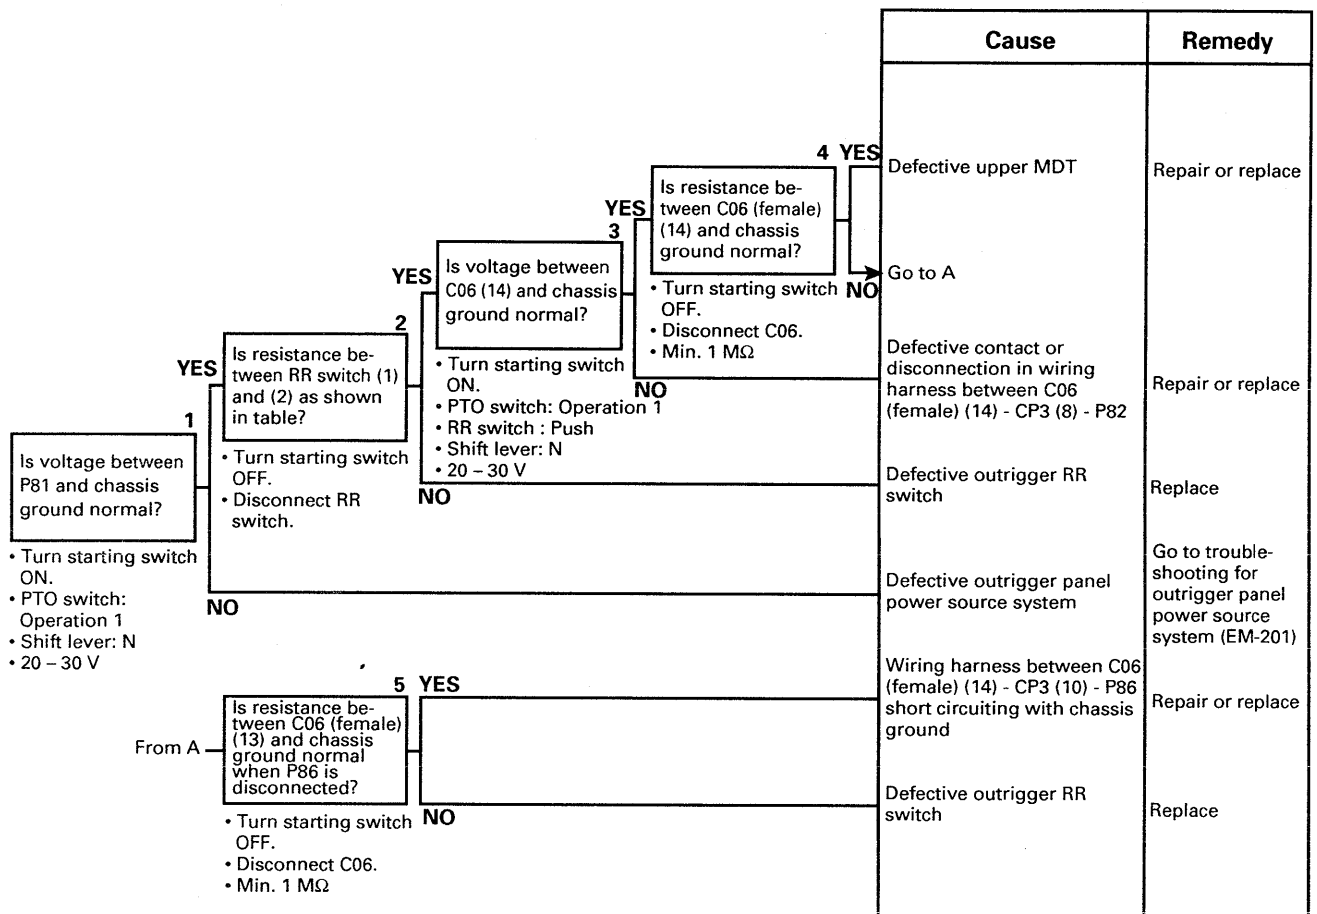 Cause
Remedy
4 YES
Defective upper MDT
Repair or replace
Is resistance be-
tween C06 (female)
(14) and chassis
ground normal?
YES
3
Go to A
NO
• Turn starting switch
OFF.
• Disconnect C06.
• Min. 1 MΩ
Is voltage between
C06 (14) and chassis
ground normal?
YES
2
Defective contact or
disconnection in wiring
harness between C06
(female) (14) - CP3 (8) - P82
Repair or replace
NO
• Turn starting switch
ON.
• PTO switch: Operation 1
• RR switch : Push
• Shift lever: N
• 20 – 30 V
Is resistance be-
tween RR switch (1)
and (2) as shown
in table?
YES
1
Defective outrigger RR
switch
Replace
NO
• Turn starting switch
OFF.
• Disconnect RR
switch.
Is voltage between
P81 and chassis
ground normal?
• Turn starting switch
ON.
• PTO switch:
Operation 1
• Shift lever: N
• 20 – 30 V
NO
Defective outrigger panel
power source system
Go to trouble-
shooting for
outrigger panel
power source
system (EM-201)
5 YES
Wiring harness between C06
(female) (14) - CP3 (10) - P86
short circuiting with chassis
ground
Repair or replace
From A
Is resistance be-
tween C06 (female)
(13) and chassis
ground normal
when P86 is
disconnected?
NO
Defective outrigger RR
switch
Replace
• Turn starting switch
OFF.
• Disconnect C06.
• Min. 1 MΩ